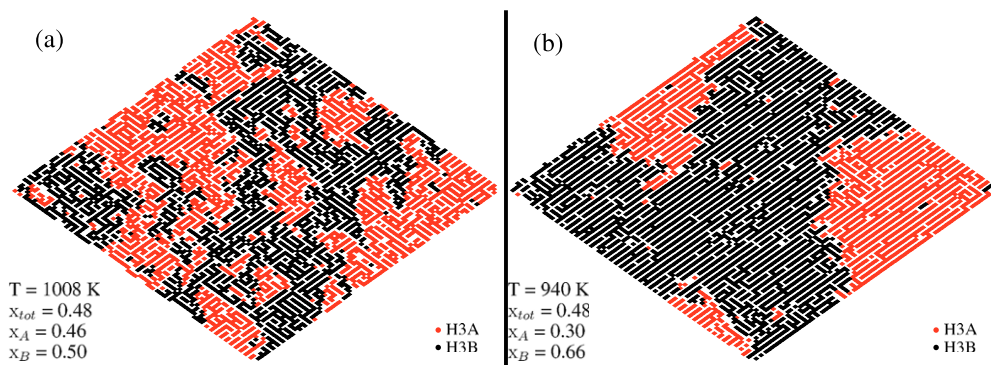 (a)
T = 1008 K
x_tot = 0.48
x_A = 0.46
x_B = 0.50
H3A
H3B
(b)
T = 940 K
x_tot = 0.48
x_A = 0.30
x_B = 0.66
H3A
H3B